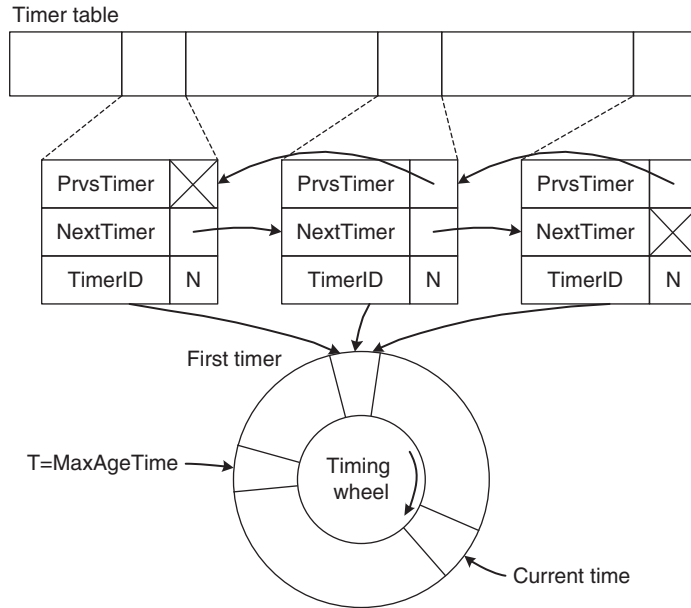 Timer table
PrvsTimer PrvsTimer PrvsTimer
NextTimer NextTimer NextTimer
TimerID N TimerID N TimerID N
First timer
T=MaxAgeTime
Timing
wheel
Current time